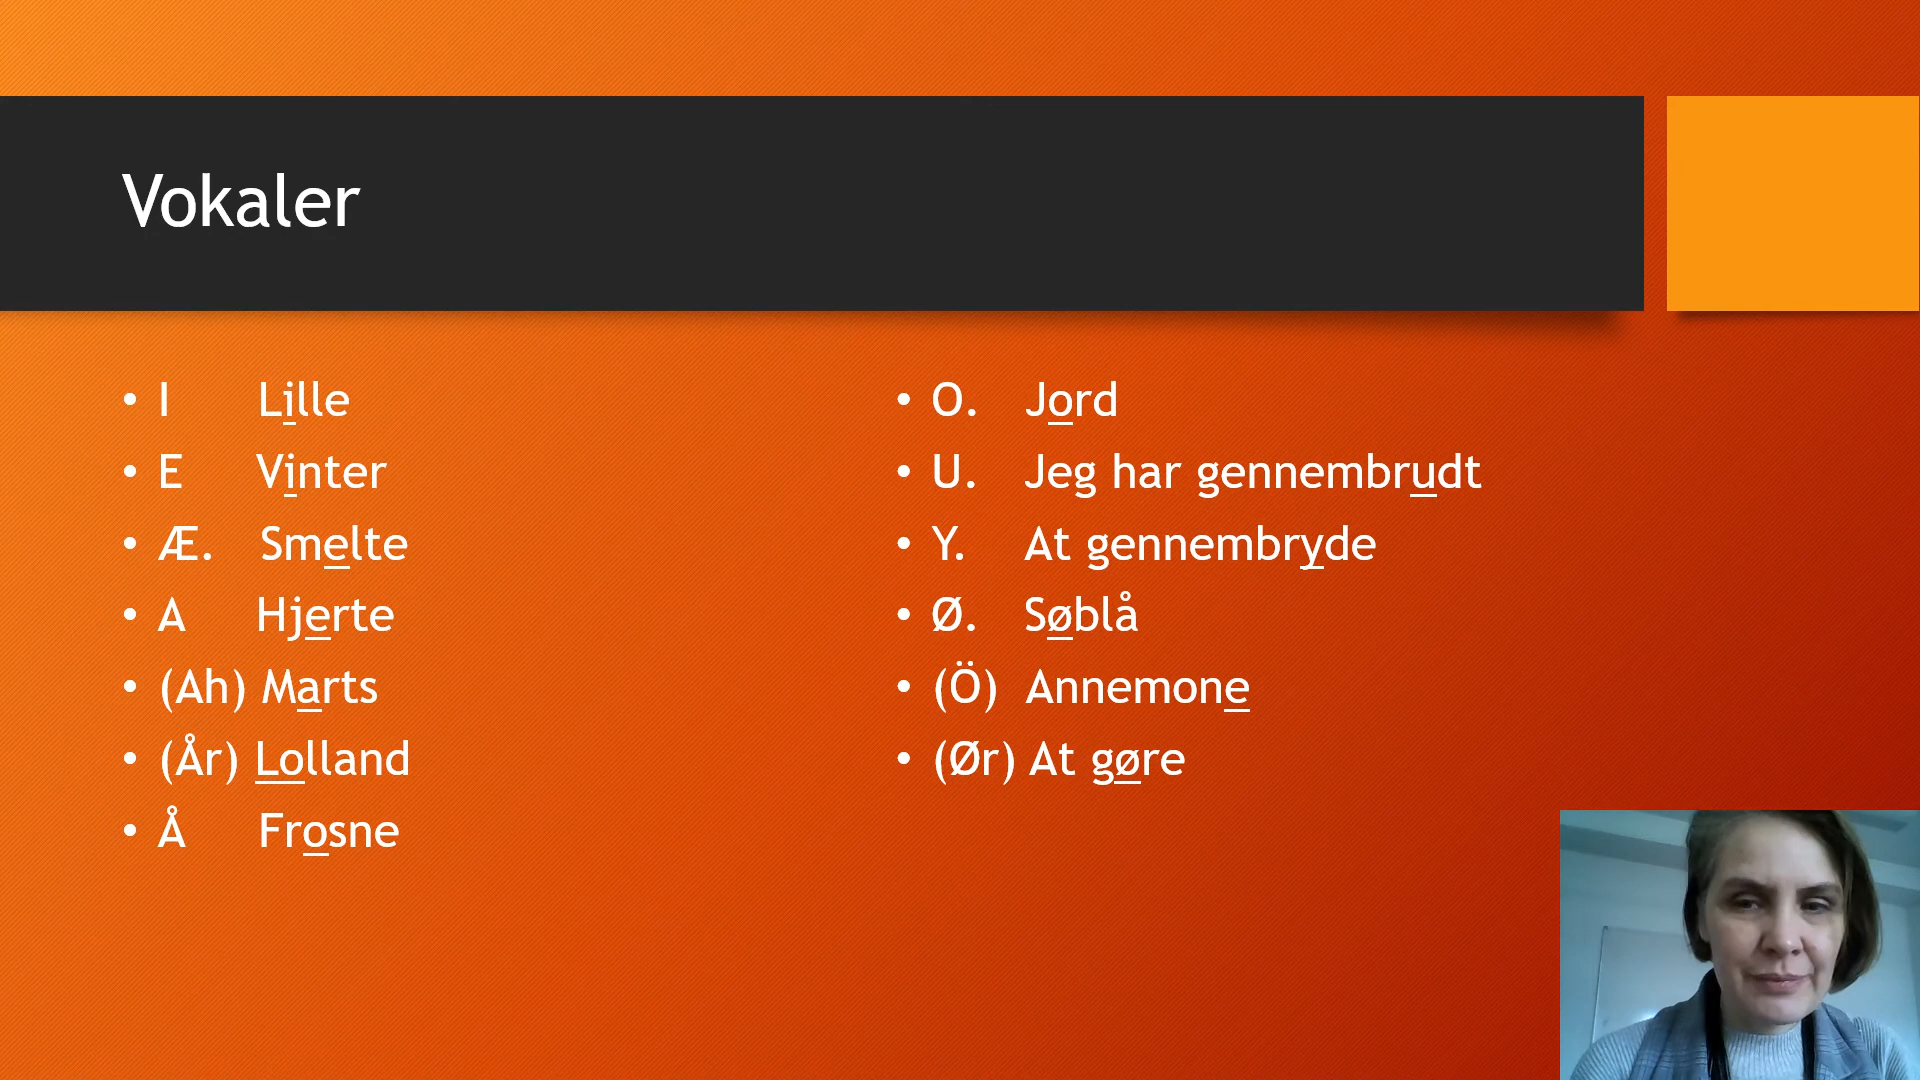 Vokaler
• I Lille
• E Vinter
• Æ. Smelte
• A Hjerte
• (Ah) Marts
• (År) Lolland
• Å Frosne
• O. Jord
• U. Jeg har gennembrudt
• Y. At gennembryde
• Ø. Søblå
• (Ö) Annemone
• (Ør) At gøre